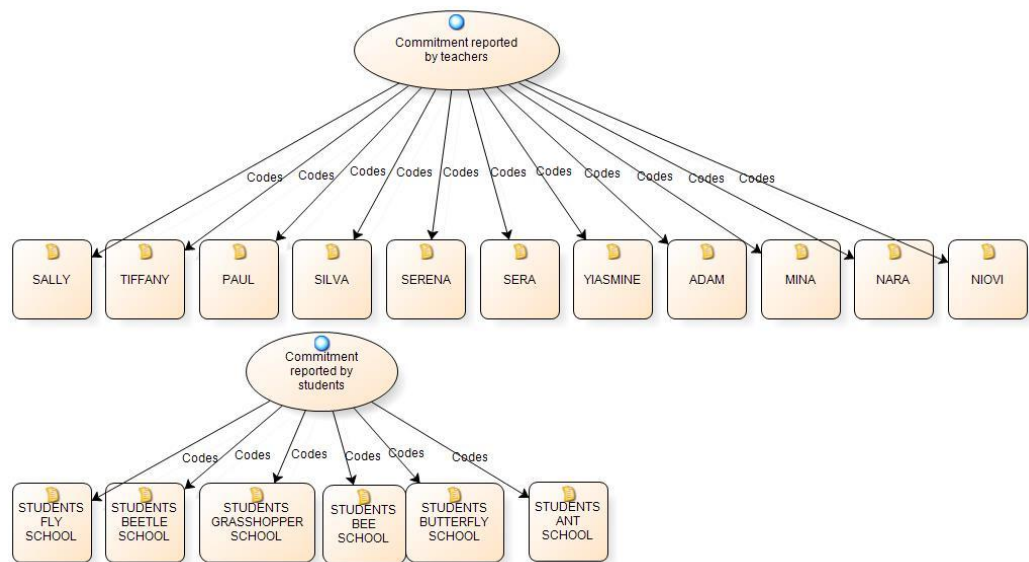 Commitment reported
by teachers
Codes Codes Codes Codes Codes Codes Codes Codes Codes Codes Codes
SALLY TIFFANY PAUL SILVA SERENA SERA YIASMINE ADAM MINA NARA NIOVI
Commitment
reported by
students
Codes Codes Codes Codes Codes Codes
STUDENTS STUDENTS STUDENTS STUDENTS STUDENTS STUDENTS
FLY BEETLE GRASSHOPPER BEE BUTTERFLY ANT
SCHOOL SCHOOL SCHOOL SCHOOL SCHOOL SCHOOL